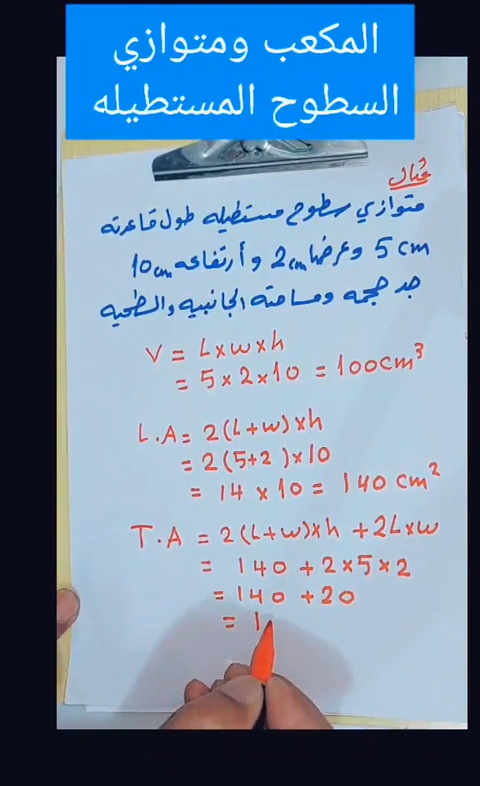 المكعب ومتوازي
السطوح المستطيله
مثال
متوازي سطوح مستطيله طول قاعدته
5 cm وعرضها 2cm وأرتفاعه 10cm
جد حجمه ومساحته الجانبيه والسطحيه
V = L×w×h
= 5×2×10 = 100cm³
L.A = 2(L+w)×h
= 2(5+2)×10
= 14 × 10 = 140 cm²
T.A = 2(L+w)×h +2L×w
= 140 + 2×5×2
= 140 +20
= 1